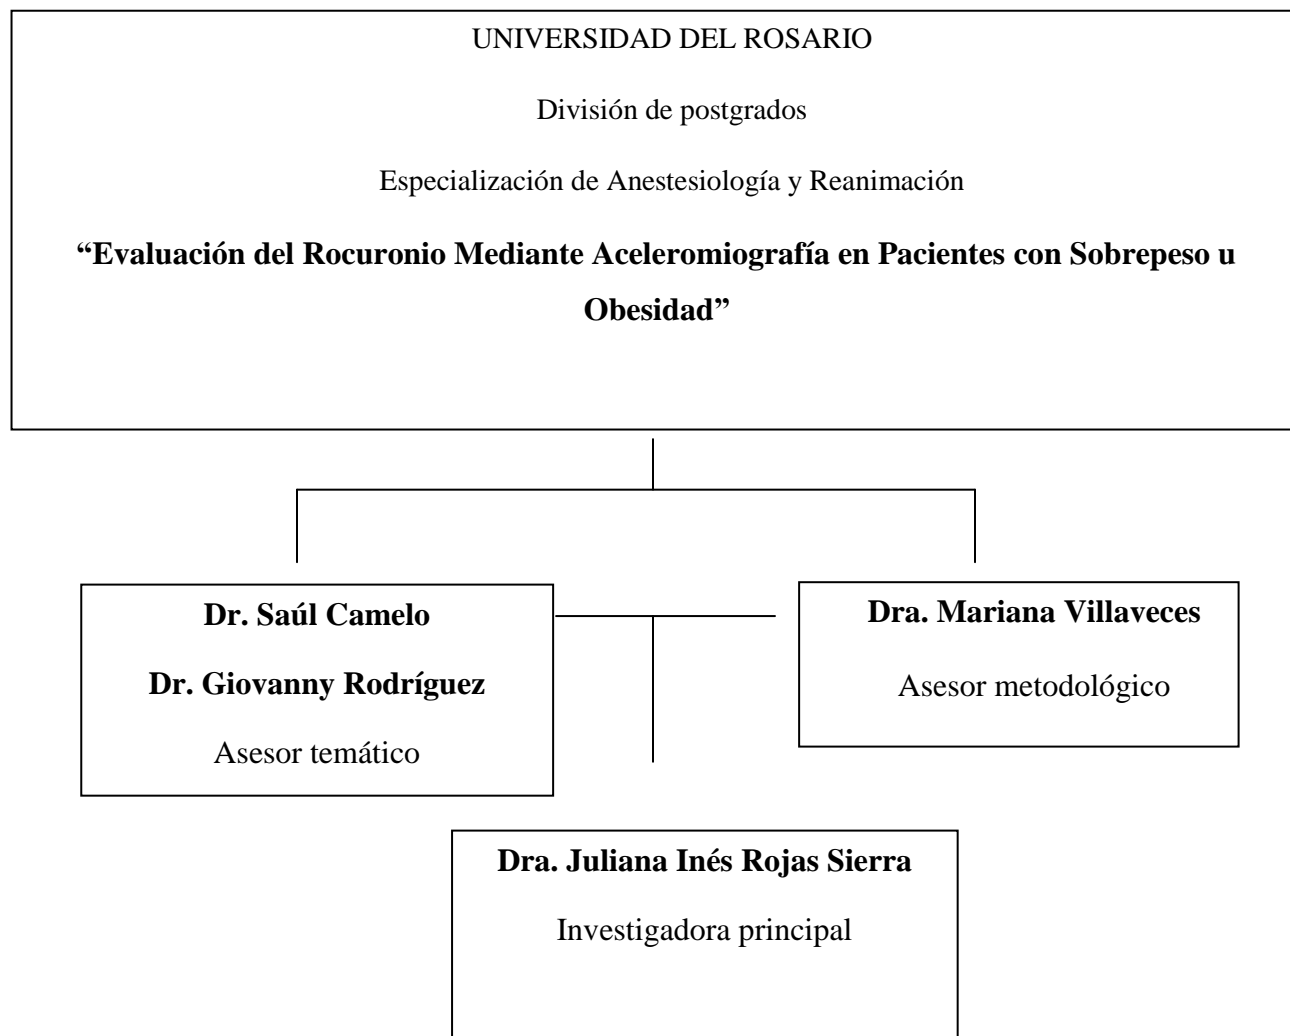 UNIVERSIDAD DEL ROSARIO
División de postgrados
Especialización de Anestesiología y Reanimación
“Evaluación del Rocuronio Mediante Aceleromiografía en Pacientes con Sobrepeso u
Obesidad”
Dr. Saúl Camelo
Dr. Giovanny Rodríguez
Asesor temático
Dra. Mariana Villaveces
Asesor metodológico
Dra. Juliana Inés Rojas Sierra
Investigadora principal